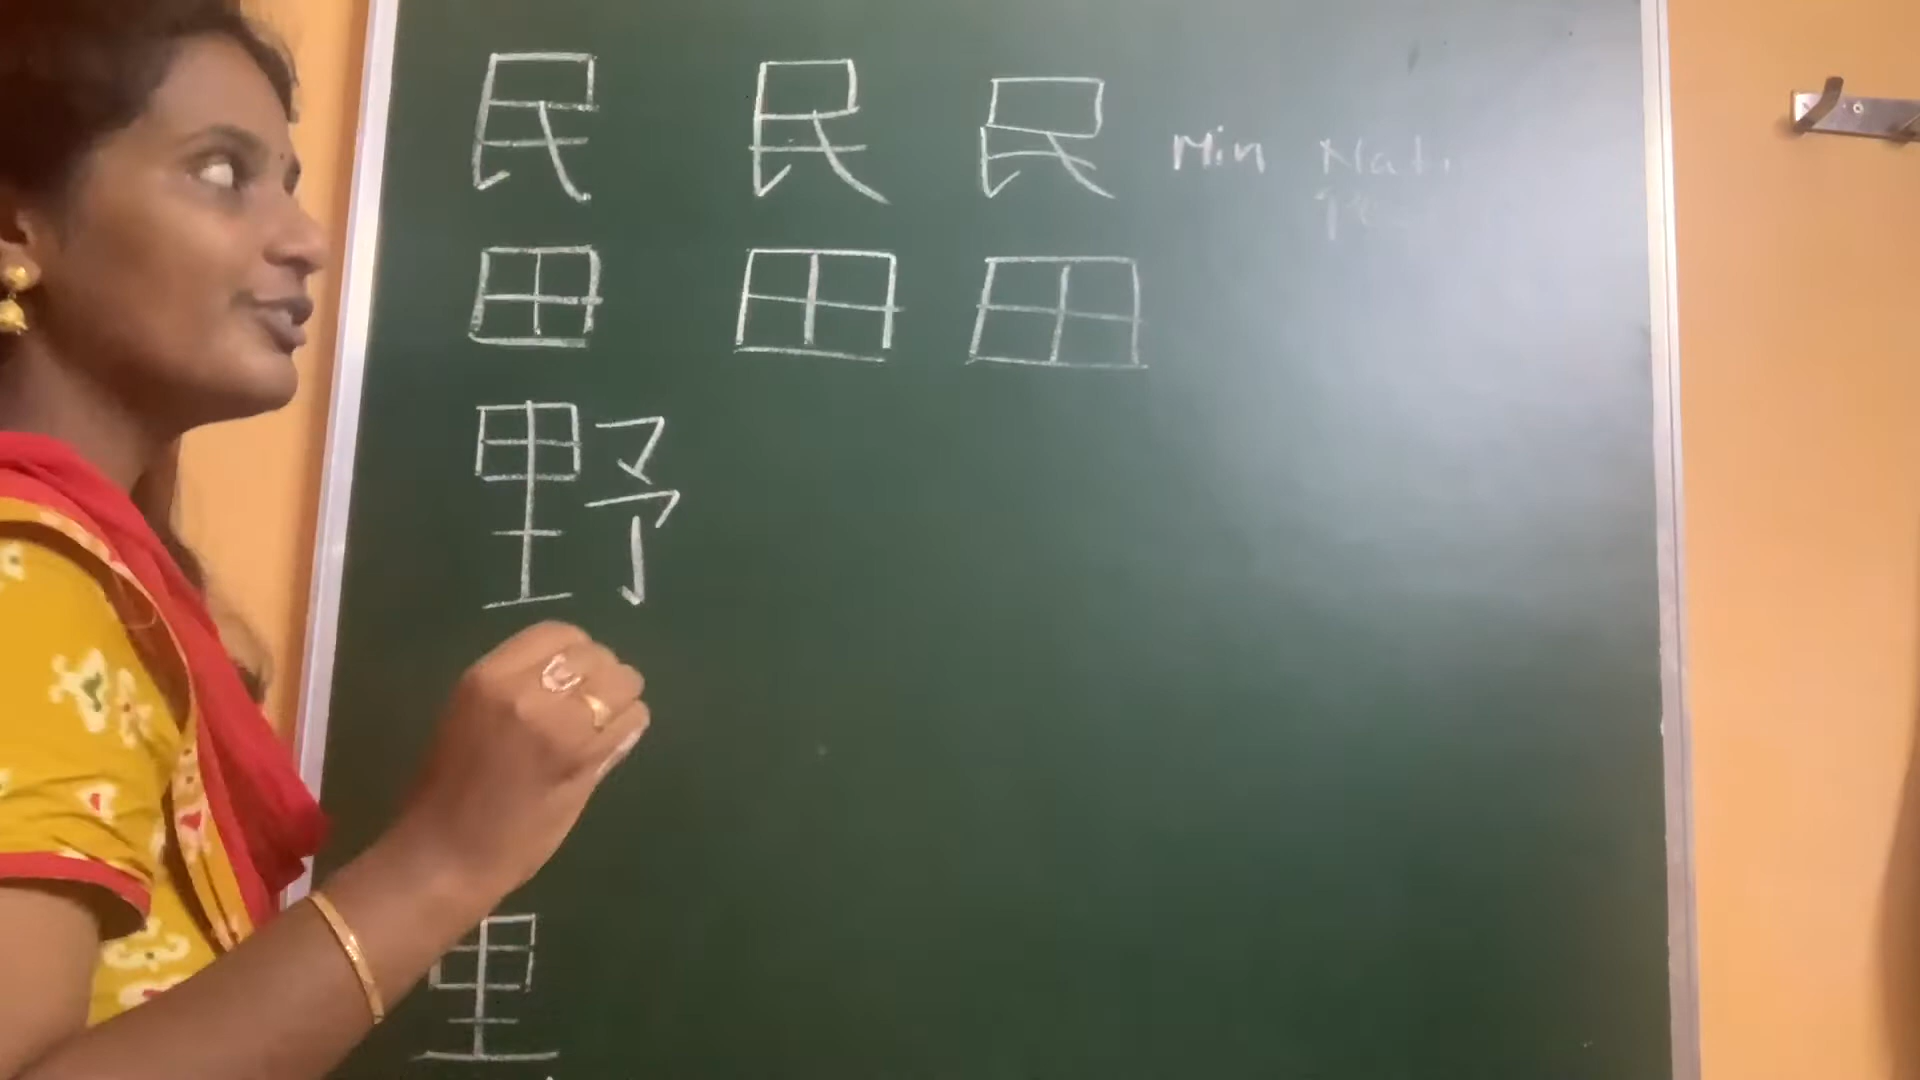 民 民 民 Min
田 田 田
野
里